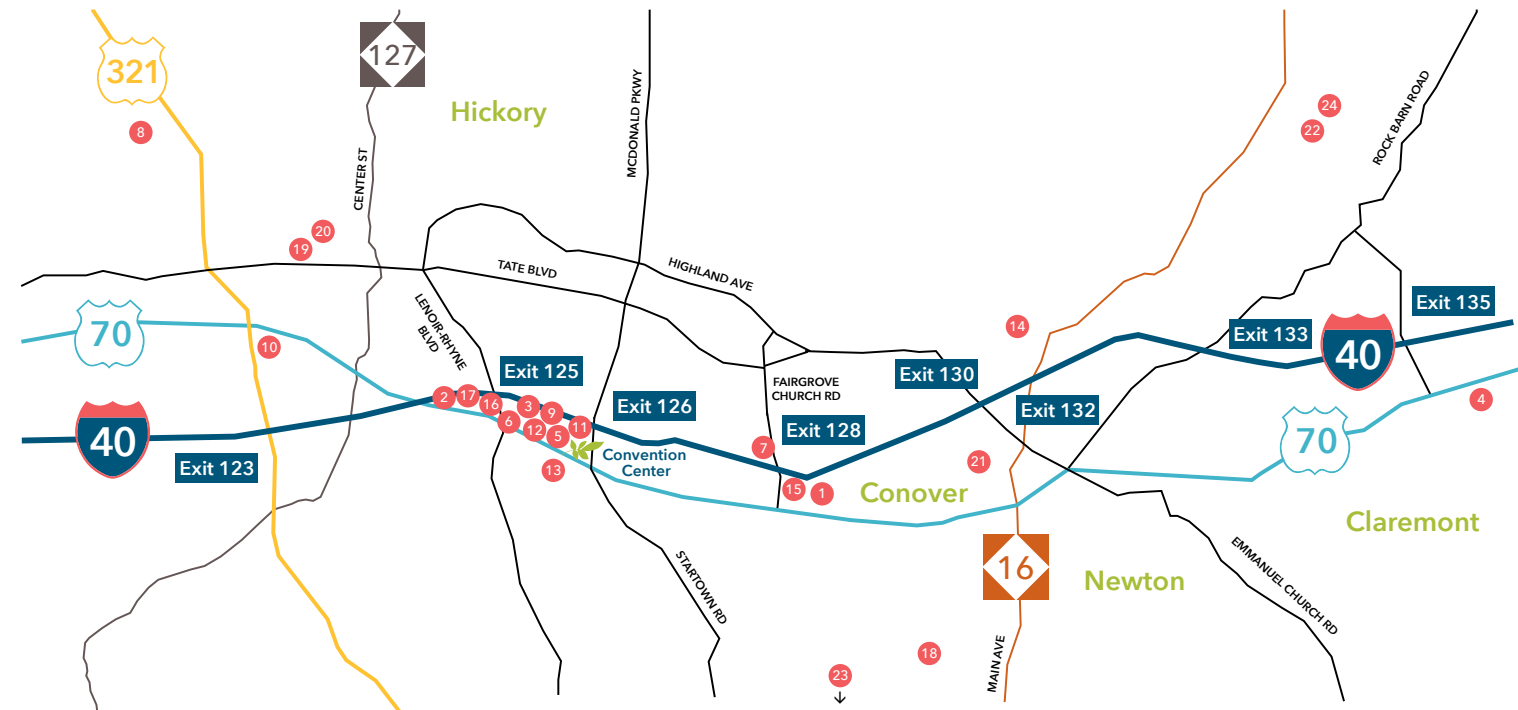 321
127
Hickory
MCDONALD PKWY
24
22
8
ROCK BARN ROAD
CENTER ST
20
19
TATE BLVD
HIGHLAND AVE
LENOIR-RHYNE
BLVD
70
10
14
Exit 135
Exit 133
40
Exit 125
Exit 130
FAIRGROVE
CHURCH RD
2
17
16
3
9
11
6
12
5
13
Exit 126
Exit 132
4
40
Exit 123
Convention
Center
7
Exit 128
70
21
15
1
Conover
Claremont
16
Newton
STARTOWN RD
EMMANUEL CHURCH RD
MAIN AVE
18
23